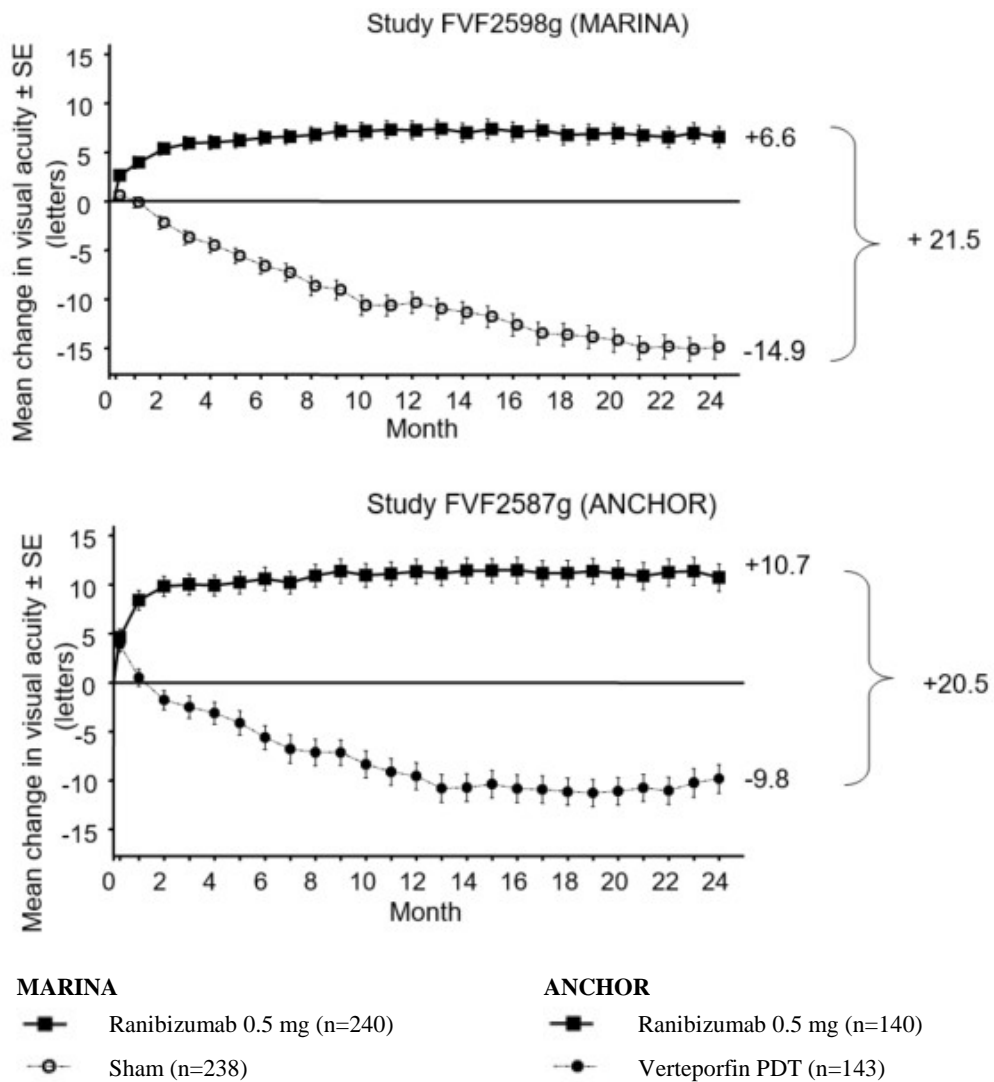 Study FVF2598g (MARINA)
Mean change in visual acuity ± SE
(letters)
15
10
5
0
-5
-10
-15
+6.6
+ 21.5
-14.9
0 2 4 6 8 10 12 14 16 18 20 22 24
Month
Study FVF2587g (ANCHOR)
Mean change in visual acuity ± SE
(letters)
15
10
5
0
-5
-10
-15
+10.7
+20.5
-9.8
0 2 4 6 8 10 12 14 16 18 20 22 24
Month
MARINA
Ranibizumab 0.5 mg (n=240)
Sham (n=238)
ANCHOR
Ranibizumab 0.5 mg (n=140)
Verteporfin PDT (n=143)